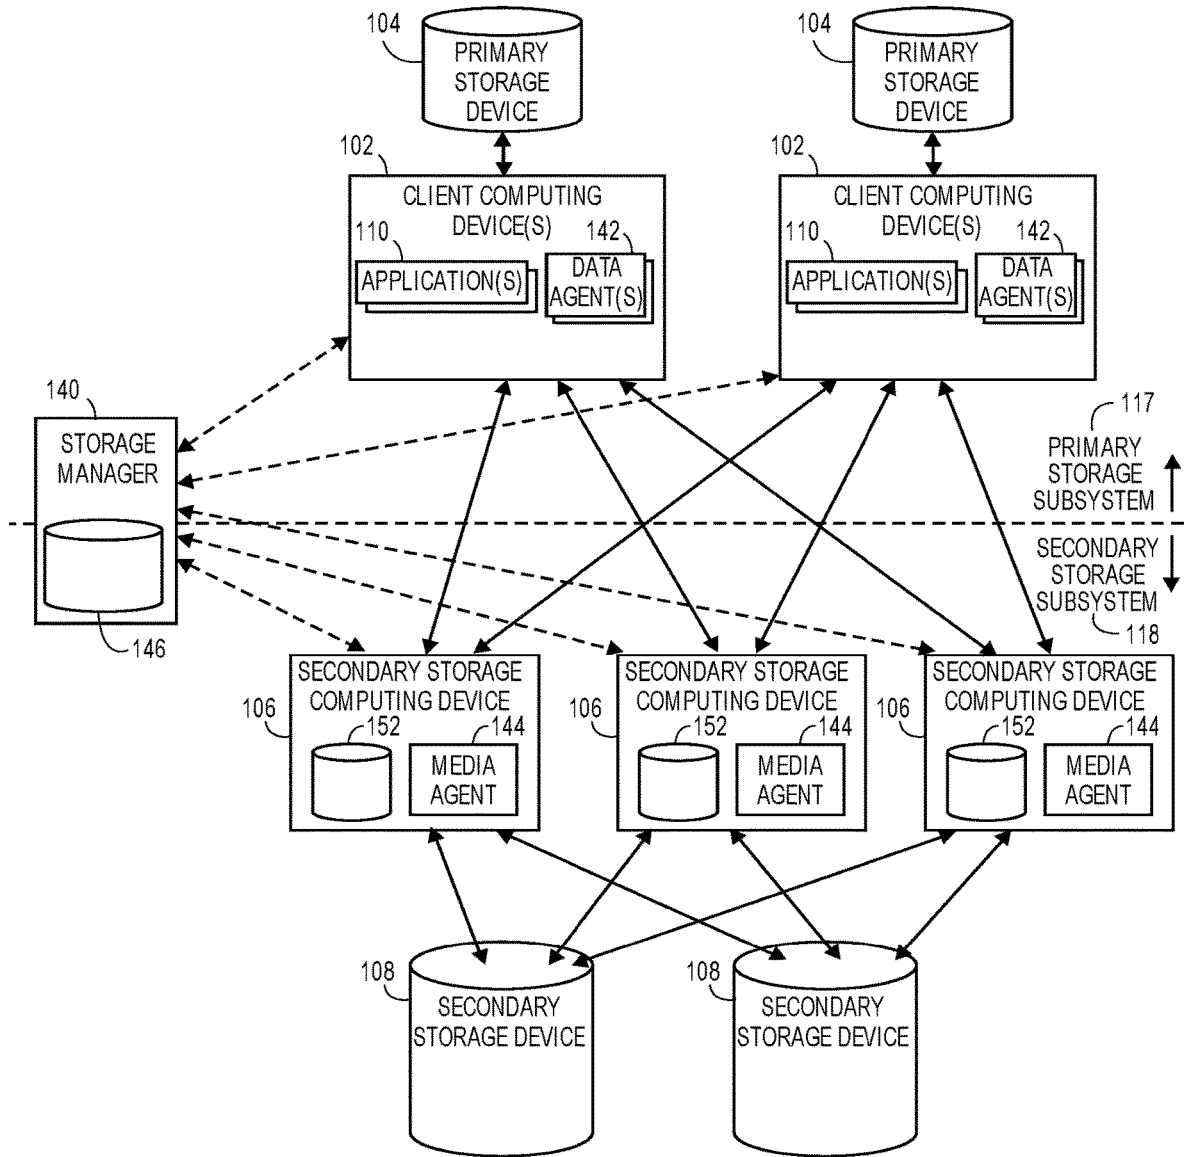 104
PRIMARY
STORAGE
DEVICE
104
PRIMARY
STORAGE
DEVICE
102
CLIENT COMPUTING
DEVICE(S)
110
APPLICATION(S)
142
DATA
AGENT(S)
102
CLIENT COMPUTING
DEVICE(S)
110
APPLICATION(S)
142
DATA
AGENT(S)
140
STORAGE
MANAGER
146
117
PRIMARY
STORAGE
SUBSYSTEM
SECONDARY
STORAGE
SUBSYSTEM
118
SECONDARY STORAGE
COMPUTING DEVICE
106
152
144
MEDIA
AGENT
SECONDARY STORAGE
COMPUTING DEVICE
106
152
144
MEDIA
AGENT
SECONDARY STORAGE
COMPUTING DEVICE
106
152
144
MEDIA
AGENT
108
SECONDARY
STORAGE DEVICE
108
SECONDARY
STORAGE DEVICE